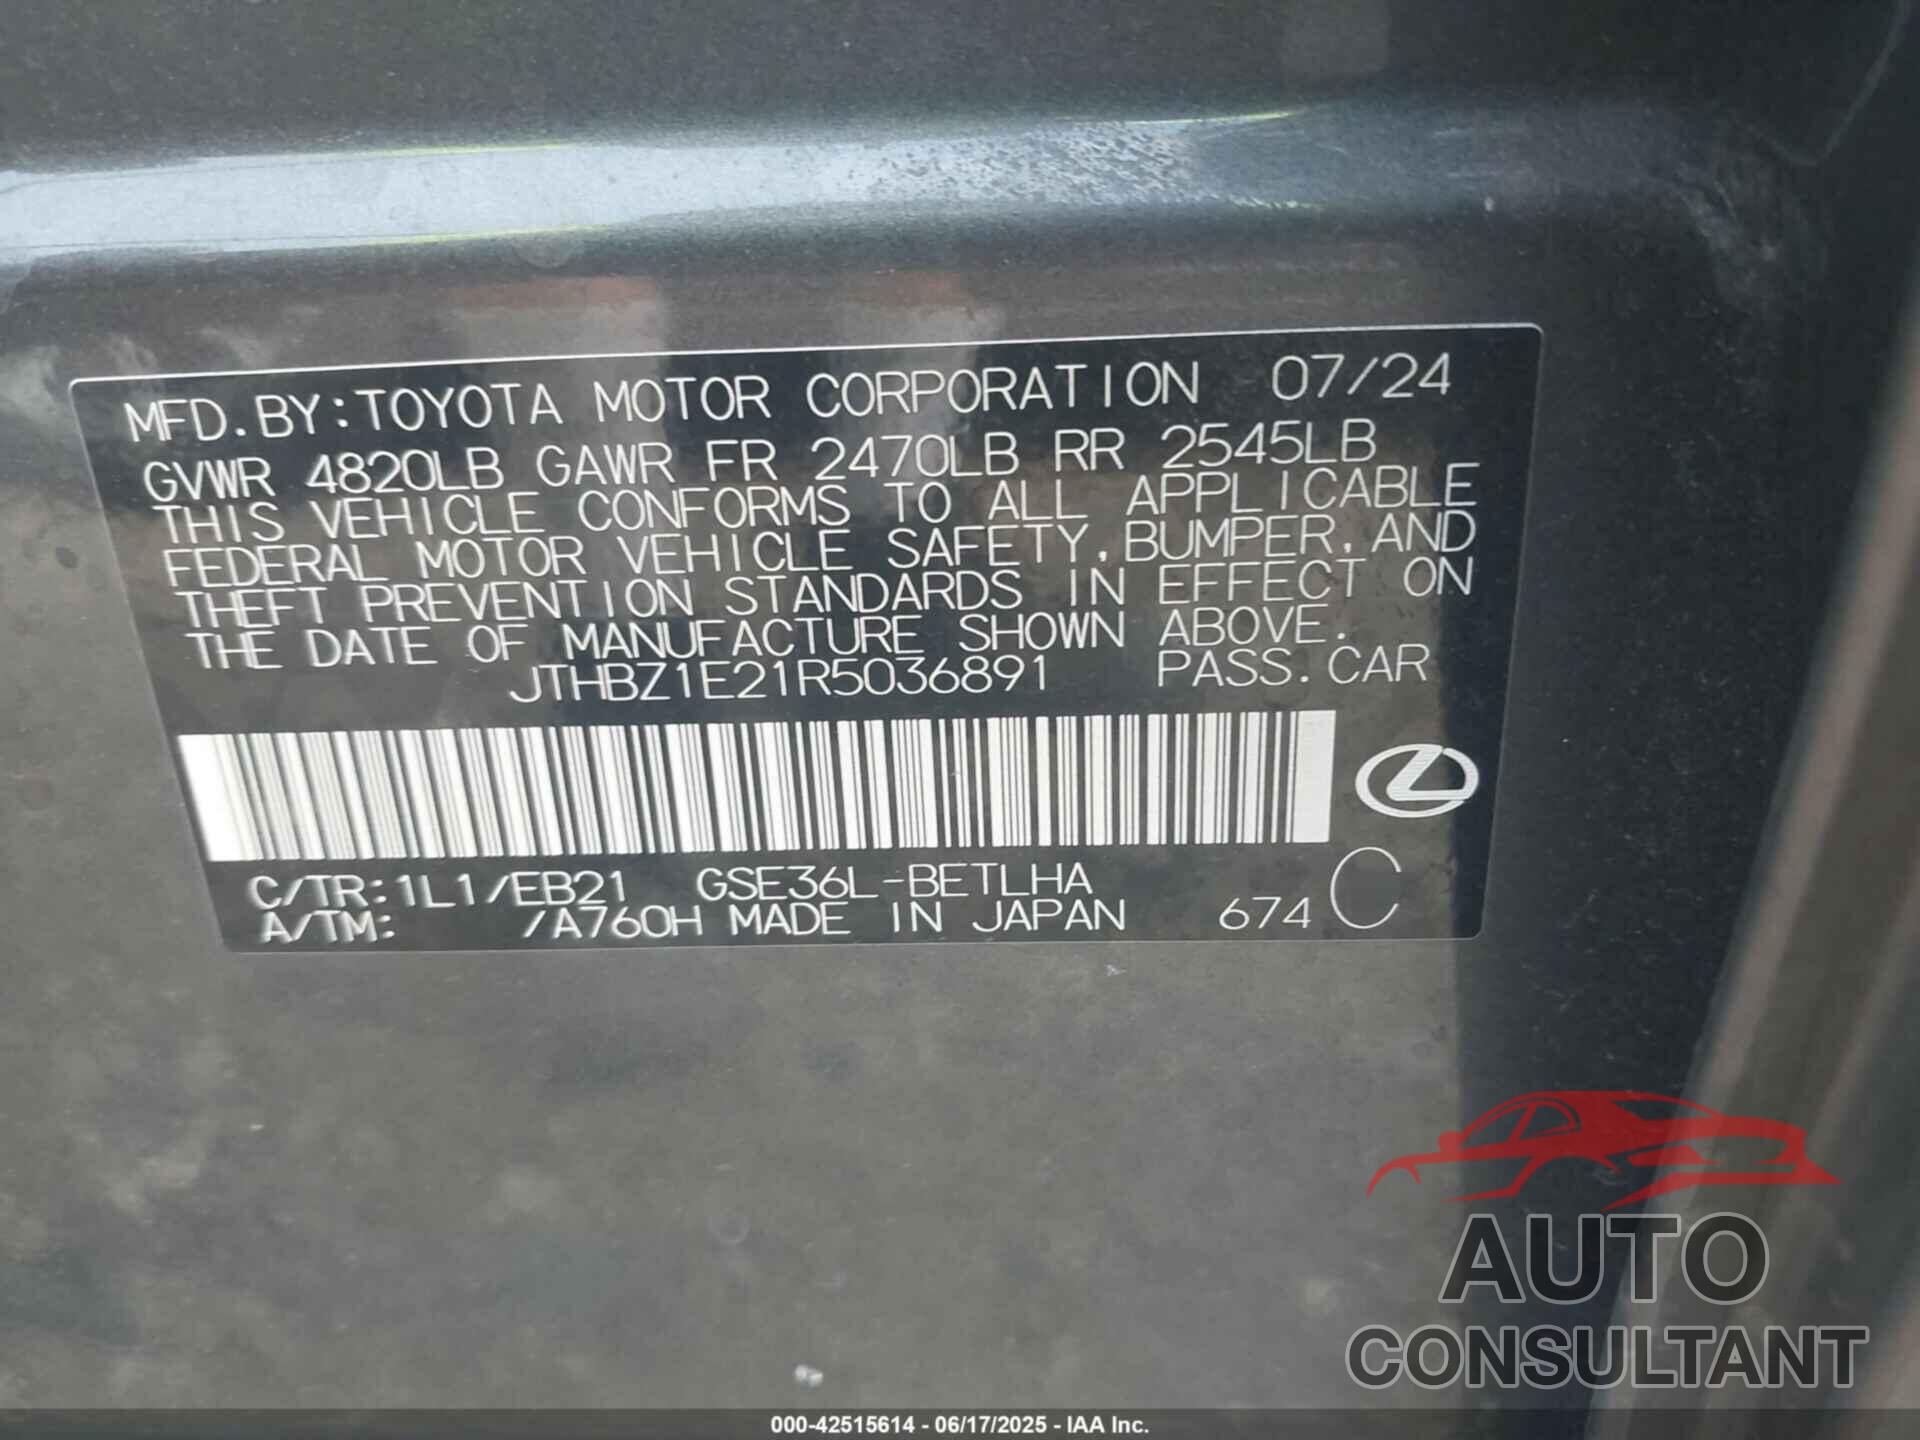 MFD.BY:TOYOTA MOTOR CORPORATION 07/24
GVWR 4820LB GAWR FR 2470LB RR 2545LB
THIS VEHICLE CONFORMS TO ALL APPLICABLE
FEDERAL MOTOR VEHICLE SAFETY,BUMPER,AND
THEFT PREVENTION STANDARDS IN EFFECT ON
THE DATE OF MANUFACTURE SHOWN ABOVE.
JTHBZ1E21R5036891 PASS.CAR
C/TR:1L1/EB21 GSE36L-BETLHA
A/TM: /A760H MADE IN JAPAN 674 C
AUTO
CONSULTANT
000-42515614 - 06/17/2025 - IAA Inc.